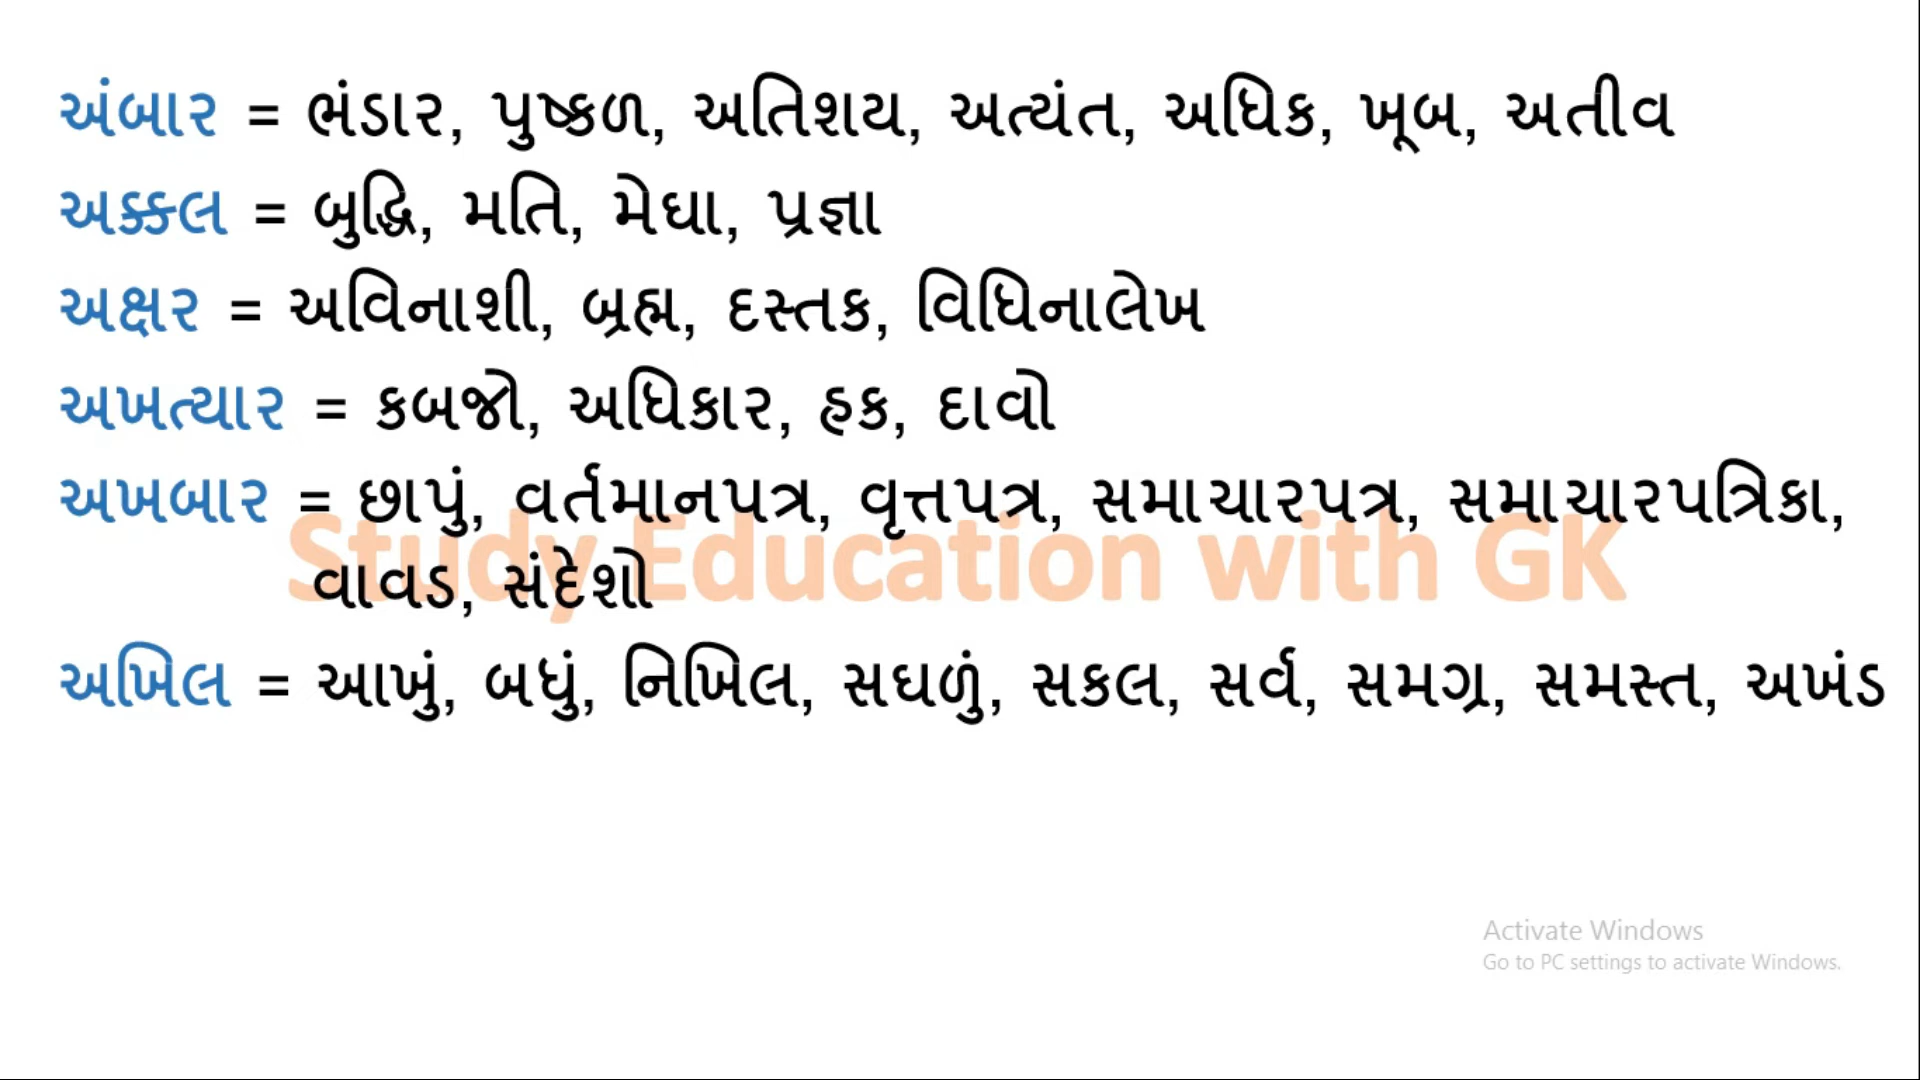 અંબાર = ભંડાર, પુષ્કળ, અતિશય, અત્યંત, અધિક, ખૂબ, અતીવ
અક્કલ = બુદ્ધિ, મતિ, મેઘા, પ્રજ્ઞા
અક્ષર = અવિનાશી, બ્રહ્મ, દસ્તક, વિધિનાલેખ
અખત્યાર = કબજો, અધિકાર, હક, દાવો
અખબાર = છાપું, વર્તમાનપત્ર, વૃત્તપત્ર, સમાચારપત્ર, સમાચારપત્રિકા,
Study Education with GK
વાવડ, સંદેશો
અખિલ = આખું, બધું, નિખિલ, સઘળું, સકલ, સર્વ, સમગ્ર, સમસ્ત, અખંડ
Activate Windows
Go to PC settings to activate Windows.